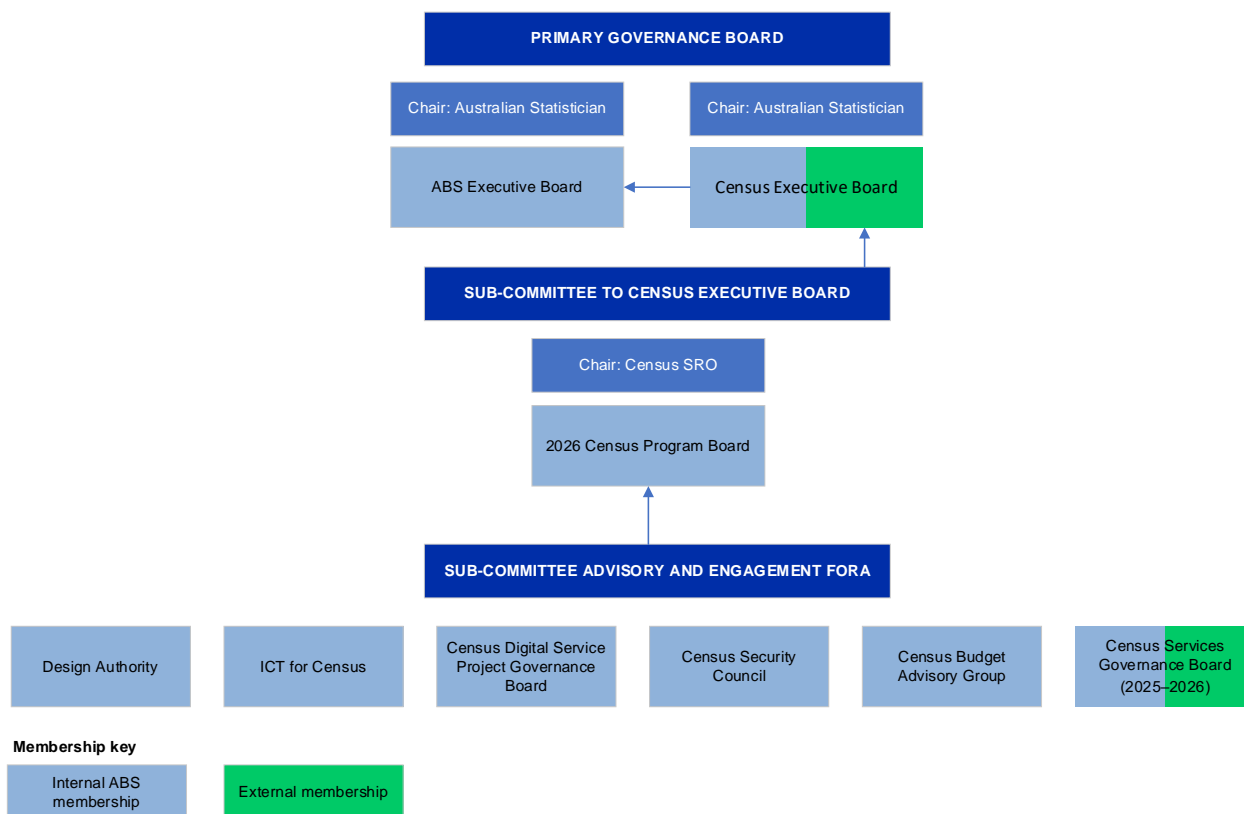 PRIMARY GOVERNANCE BOARD
Chair: Australian Statistician
Chair: Australian Statistician
ABS Executive Board
Census Executive Board
SUB-COMMITTEE TO CENSUS EXECUTIVE BOARD
Chair: Census SRO
2026 Census Program Board
SUB-COMMITTEE ADVISORY AND ENGAGEMENT FORA
Design Authority
ICT for Census
Census Digital Service
Project Governance
Board
Census Security
Council
Census Budget
Advisory Group
Census Services
Governance Board
(2025–2026)
Membership key
Internal ABS
membership
External membership